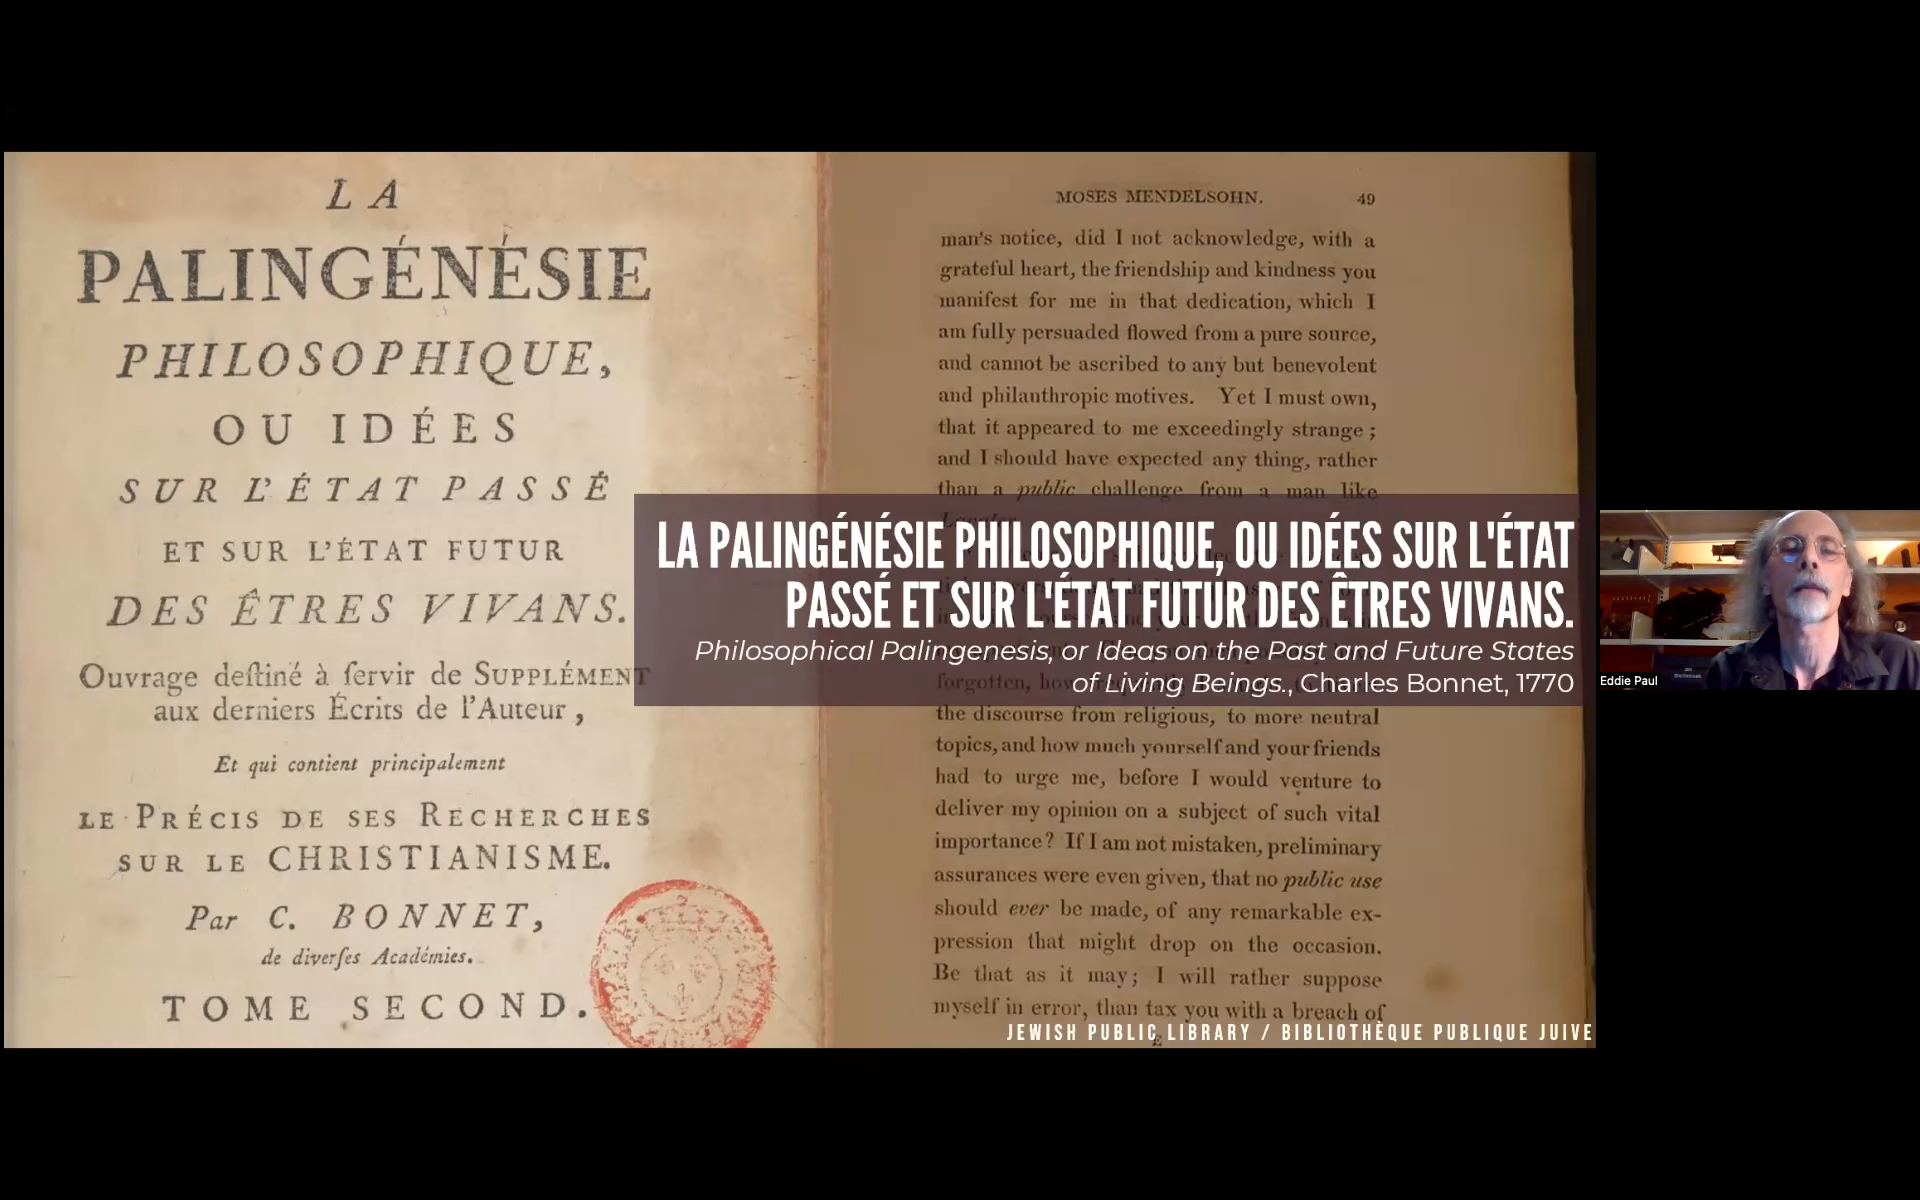 LA
PALINGÉNÉSIE
PHILOSOPHIQUE,
OU IDÉES
SUR L'ÉTAT PASSÉ
ET SUR L'ÉTAT FUTUR
DES ÊTRES VIVANS.
Ouvrage deſtiné à ſervir de SUPPLÉMENT
aux derniers Écrits de l'Auteur,
Et qui contient principalement
LE PRÉCIS DE SES RECHERCHES
SUR LE CHRISTIANISME.
Par C. BONNET,
de diverſes Académies.
TOME SECOND.
MOSES MENDELSOHN. 49
man's notice, did I not acknowledge, with a
grateful heart, the friendship and kindness you
manifest for me in that dedication, which I
am fully persuaded flowed from a pure source,
and cannot be ascribed to any but benevolent
and philanthropic motives. Yet I must own,
that it appeared to me exceedingly strange;
and I should have expected any thing, rather
than a public challenge from a man like
LA PALINGÉNÉSIE PHILOSOPHIQUE, OU IDÉES SUR L'ÉTAT
PASSÉ ET SUR L'ÉTAT FUTUR DES ÊTRES VIVANS.
Philosophical Palingenesis, or Ideas on the Past and Future States
of Living Beings., Charles Bonnet, 1770
the discourse from religious, to more neutral
topics, and how much yourself and your friends
had to urge me, before I would venture to
deliver my opinion on a subject of such vital
importance? If I am not mistaken, preliminary
assurances were even given, that no public use
should ever be made, of any remarkable ex-
pression that might drop on the occasion.
Be that as it may; I will rather suppose
myself in error, than tax you with a breach of
JEWISH PUBLIC LIBRARY / BIBLIOTHÈQUE PUBLIQUE JUIVE
Eddie Paul